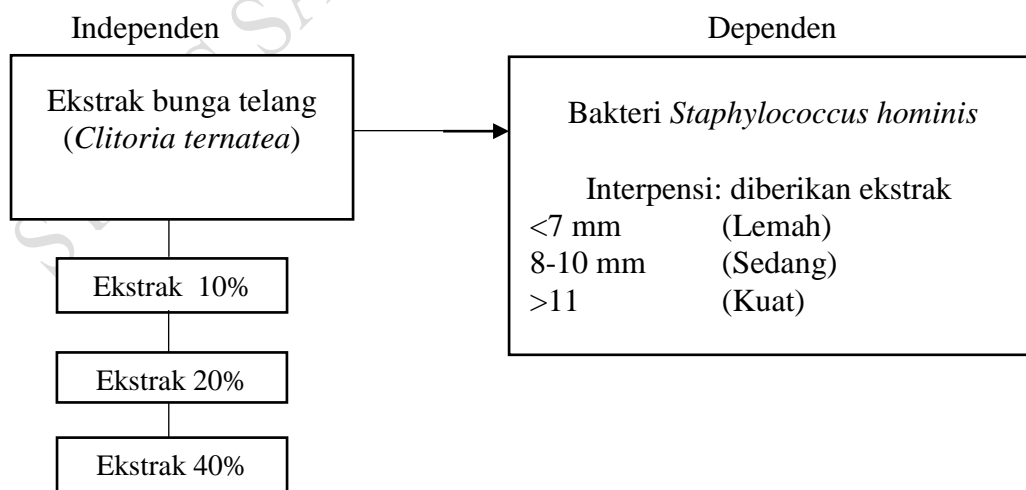 Independen
Ekstrak bunga telang
(Clitoria ternatea)
Ekstrak 10%
Ekstrak 20%
Ekstrak 40%
Dependen
Bakteri Staphylococcus hominis
Interpensi: diberikan ekstrak
<7 mm (Lemah)
8-10 mm (Sedang)
>11 (Kuat)